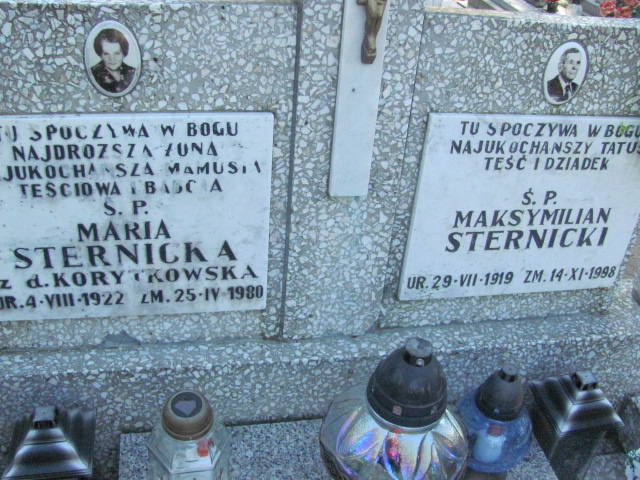 TU SPOCZYWA W BOGU
NAJDROŻSZA ŻONA
NAJUKOCHAŃSZA MAMUSIA
TEŚCIOWA I BABCIA
Ś. P.
MARIA
STERNICKA
z d. KORYTKOWSKA
UR. 4·VIII·1922 ZM. 25·IV·1980
TU SPOCZYWA W BOGU
NAJUKOCHAŃSZY TATUŚ
TEŚĆ I DZIADEK
Ś. P.
MAKSYMILIAN
STERNICKI
UR. 29·VII·1919 ZM. 14·XI·1998